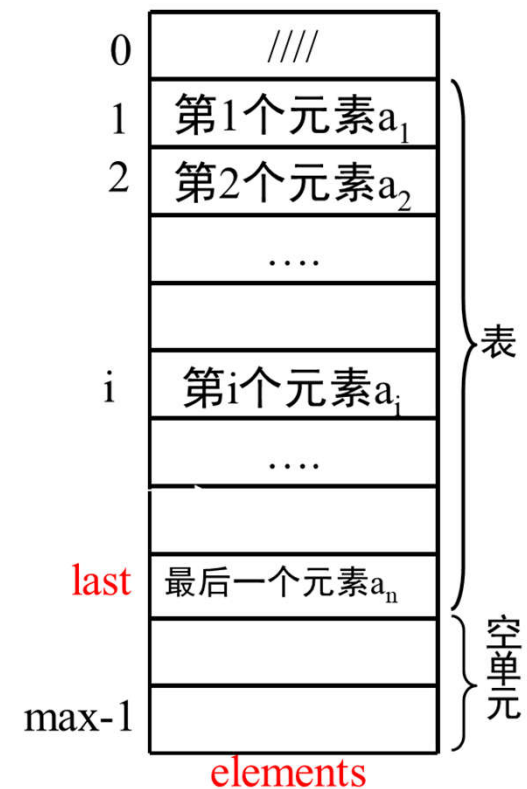 0 ////
1 第1个元素a₁
2 第2个元素a₂
....
表
i 第i个元素aᵢ
....
last 最后一个元素aₙ
空单元
max-1
elements